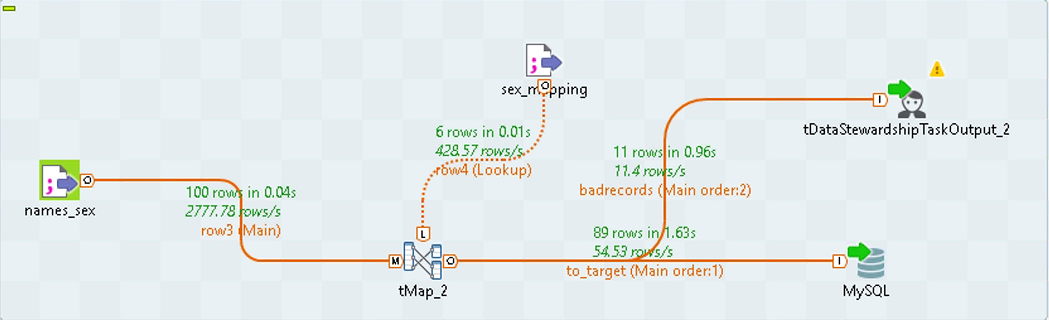 sex_mapping
6 rows in 0.01s
428.57 rows/s
row4 (Lookup)
tDataStewardshipTaskOutput_2
11 rows in 0.96s
11.4 rows/s
badrecords (Main order:2)
names_sex
100 rows in 0.04s
2777.78 rows/s
row3 (Main)
O
O
L
M
O
I
I
tMap_2
89 rows in 1.63s
54.53 rows/s
to_target (Main order:1)
MySQL